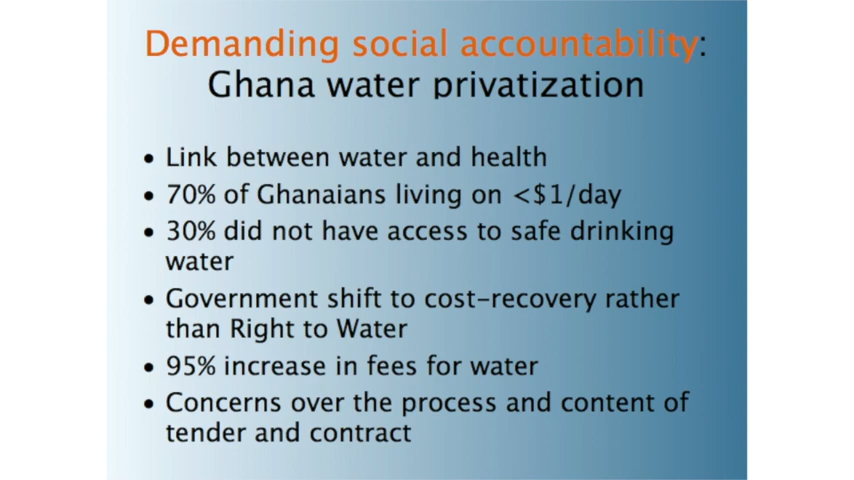 Demanding social accountability:
Ghana water privatization
• Link between water and health
• 70% of Ghanaians living on <$1/day
• 30% did not have access to safe drinking
water
• Government shift to cost-recovery rather
than Right to Water
• 95% increase in fees for water
• Concerns over the process and content of
tender and contract